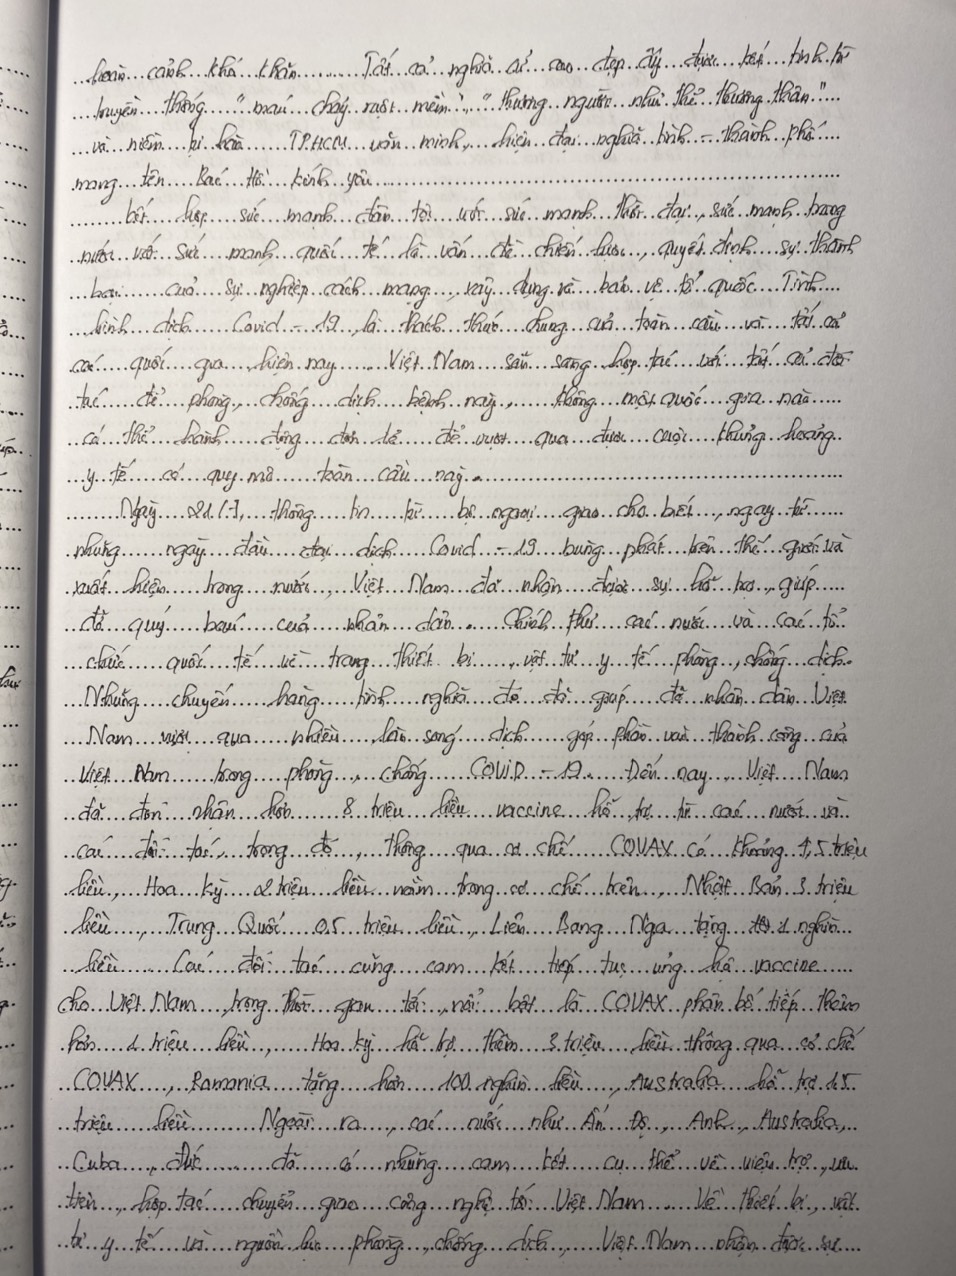 hoàn cảnh khó khăn. Tất cả nghĩa cử cao đẹp ấy được kết tinh từ
truyền thống "máu chảy ruột mềm", "thương người như thể thương thân"
và niềm tự hào TP.HCM văn minh, hiện đại nghĩa tình - thành phố
mang tên Bác Hồ kính yêu
kết hợp sức mạnh dân tộc với sức mạnh thời đại, sức mạnh trong
nước với sức mạnh quốc tế là vấn đề chiến lược, quyết định sự thành
bại của sự nghiệp cách mạng, xây dựng và bảo vệ tổ quốc. Tình
hình dịch Covid - 19 là thách thức chung của toàn cầu và tất cả
các quốc gia hiện nay. Việt Nam sẵn sàng hợp tác với tất cả đối
tác để phòng, chống dịch bệnh này, không một quốc gia nào
có thể hành động đơn lẻ để vượt qua được cuộc khủng hoảng
y tế có quy mô toàn cầu này.
Ngày 21/7, thông tin từ bộ ngoại giao cho biết, ngay từ
những ngày đầu đại dịch Covid - 19 bùng phát trên thế giới và
xuất hiện trong nước, Việt Nam đã nhận được sự hỗ trợ, giúp
đỡ quý báu của nhân dân. Chính phủ các nước và các tổ
chức quốc tế về trang thiết bị, vật tư y tế phòng, chống dịch.
Những chuyến hàng tình nghĩa đó đã giúp đỡ nhân dân Việt
Nam vượt qua nhiều làn sóng dịch góp phần vào thành công của
Việt Nam trong phòng, chống COVID - 19. Đến nay, Việt Nam
đã đón nhận hơn 8 triệu liều vaccine hỗ trợ từ các nước và
các đối tác, trong đó, thông qua cơ chế COVAX có khoảng 1,5 triệu
liều, Hoa kỳ 2 triệu liều nằm trong cơ chế trên, Nhật Bản 3 triệu
liều, Trung Quốc 0.5 triệu liều, Liên Bang Nga tặng 1 nghìn
liều. Các đối tác cũng cam kết tiếp tục ủng hộ vaccine
cho Việt Nam, trong thời gian tới, nổi bật là COVAX phân bổ tiếp thêm
hơn 1 triệu liều, Hoa kỳ hỗ trợ thêm 3 triệu liều thông qua cơ chế
COVAX, Romania tặng hơn 100 nghìn liều, Australia hỗ trợ 1.5
triệu liều. Ngoài ra, các nước như Ấn Độ, Anh, Australia,
Cuba, đức đã có những cam kết cụ thể về viện trợ, ưu
tiên, hợp tác chuyển giao công nghệ tới Việt Nam. Về thiết bị, vật
tư y tế và nguồn lực phòng, chống dịch, Việt Nam nhận được sự